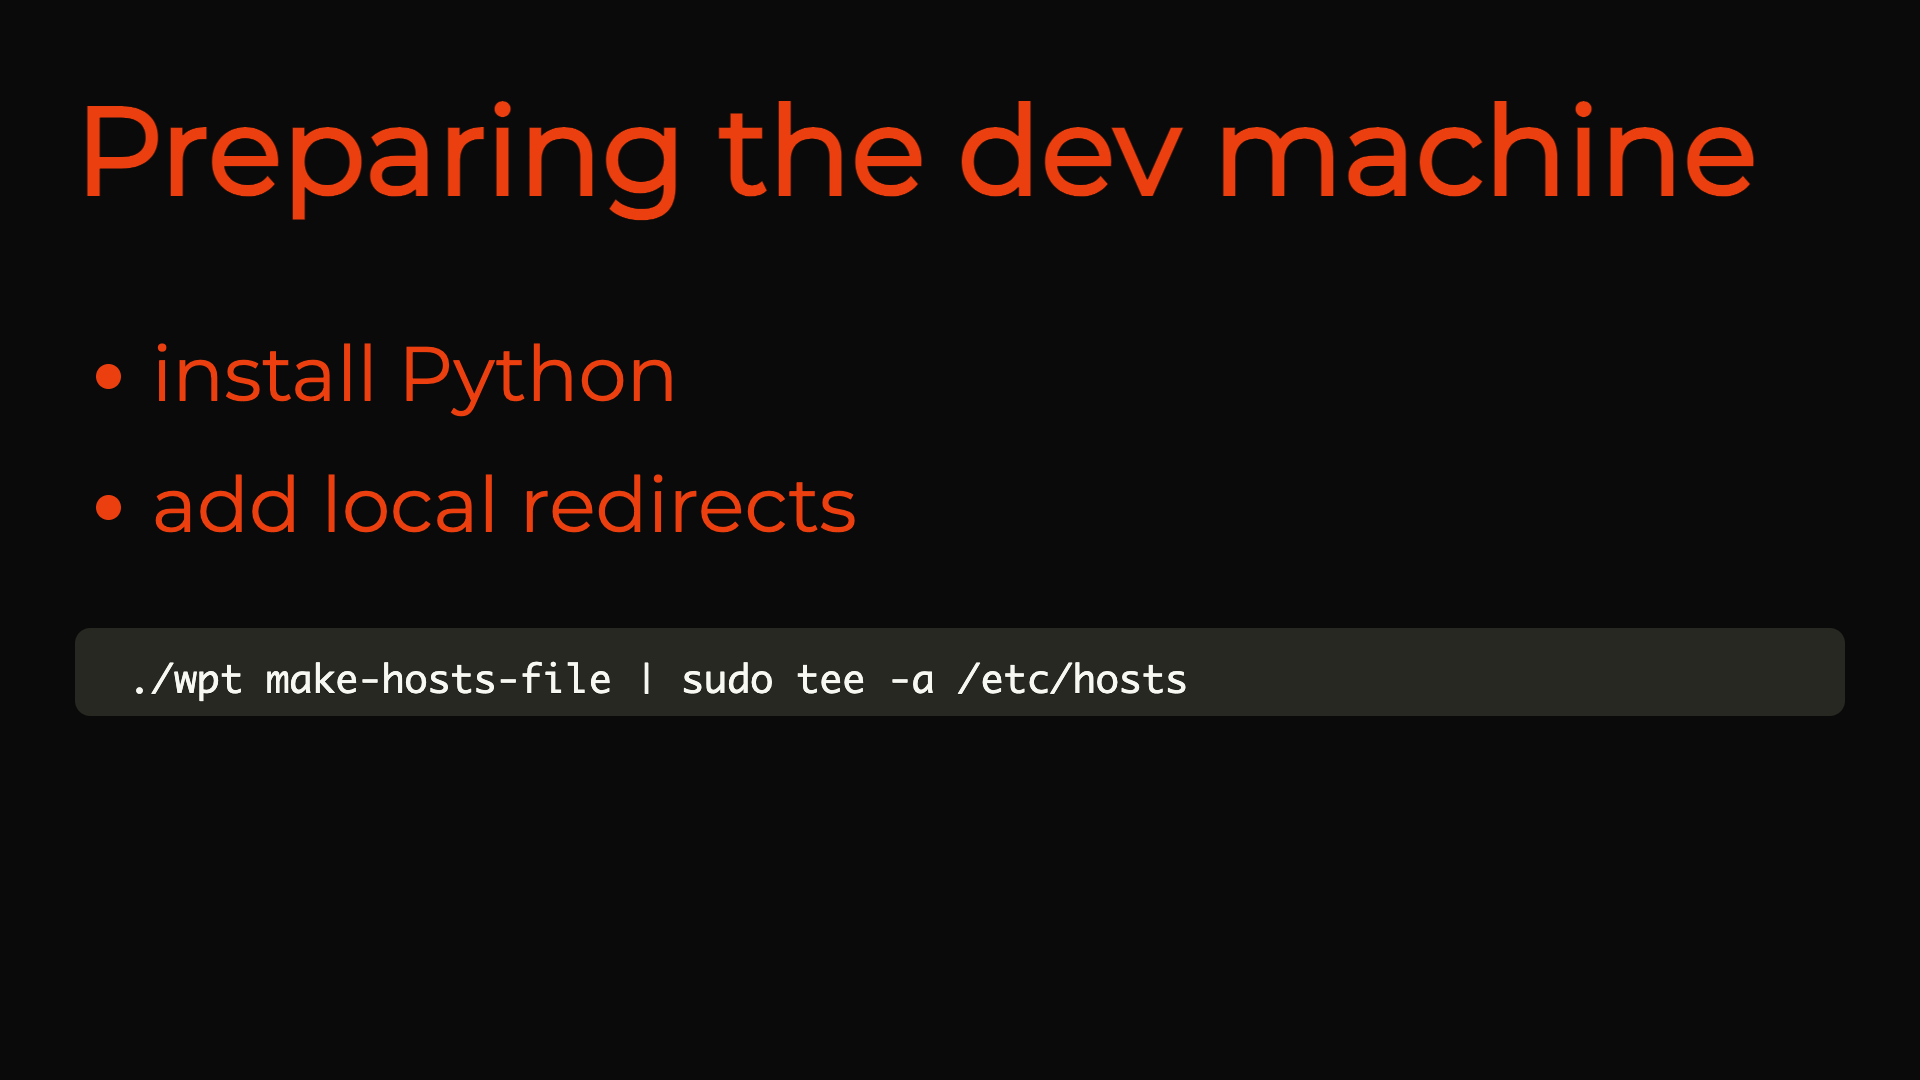 Preparing the dev machine
• install Python
• add local redirects
./wpt make-hosts-file | sudo tee -a /etc/hosts